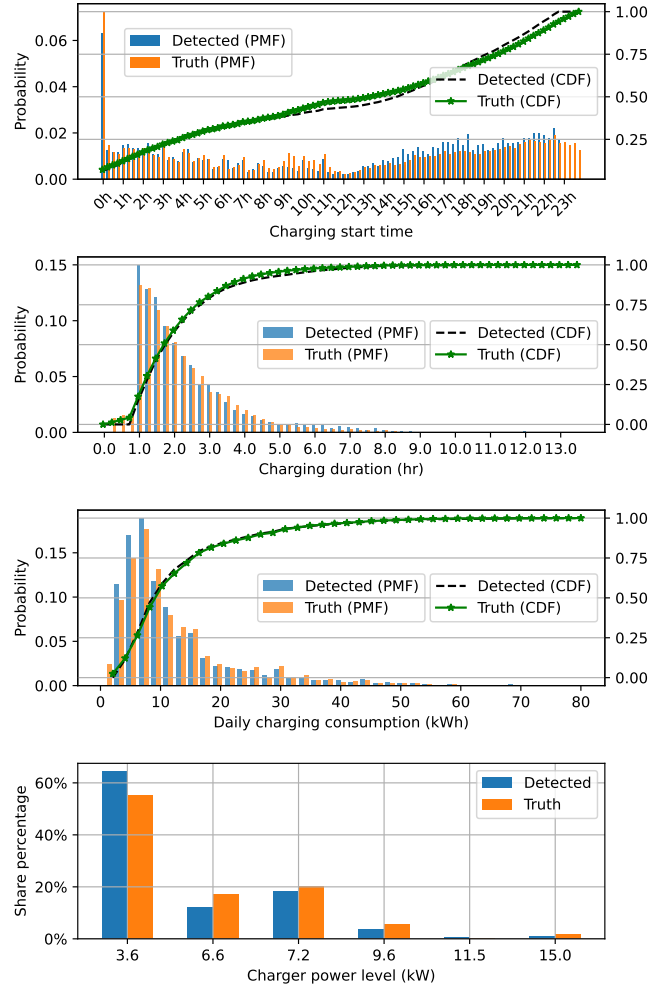 Detected (PMF)
Truth (PMF)
Detected (CDF)
Truth (CDF)
Probability
0.06
0.04
0.02
0.00
1.00
0.75
0.50
0.25
0h 1h 2h 3h 4h 5h 6h 7h 8h 9h 10h 11h 12h 13h 14h 15h 16h 17h 18h 19h 20h 21h 22h 23h
Charging start time
Detected (PMF)
Truth (PMF)
Detected (CDF)
Truth (CDF)
Probability
0.15
0.10
0.05
0.00
1.00
0.75
0.50
0.25
0.00
0.0 1.0 2.0 3.0 4.0 5.0 6.0 7.0 8.0 9.0 10.0 11.0 12.0 13.0
Charging duration (hr)
Detected (PMF)
Truth (PMF)
Detected (CDF)
Truth (CDF)
Probability
0.15
0.10
0.05
0.00
1.00
0.75
0.50
0.25
0.00
0 10 20 30 40 50 60 70 80
Daily charging consumption (kWh)
Detected
Truth
Share percentage
60%
40%
20%
0%
3.6 6.6 7.2 9.6 11.5 15.0
Charger power level (kW)